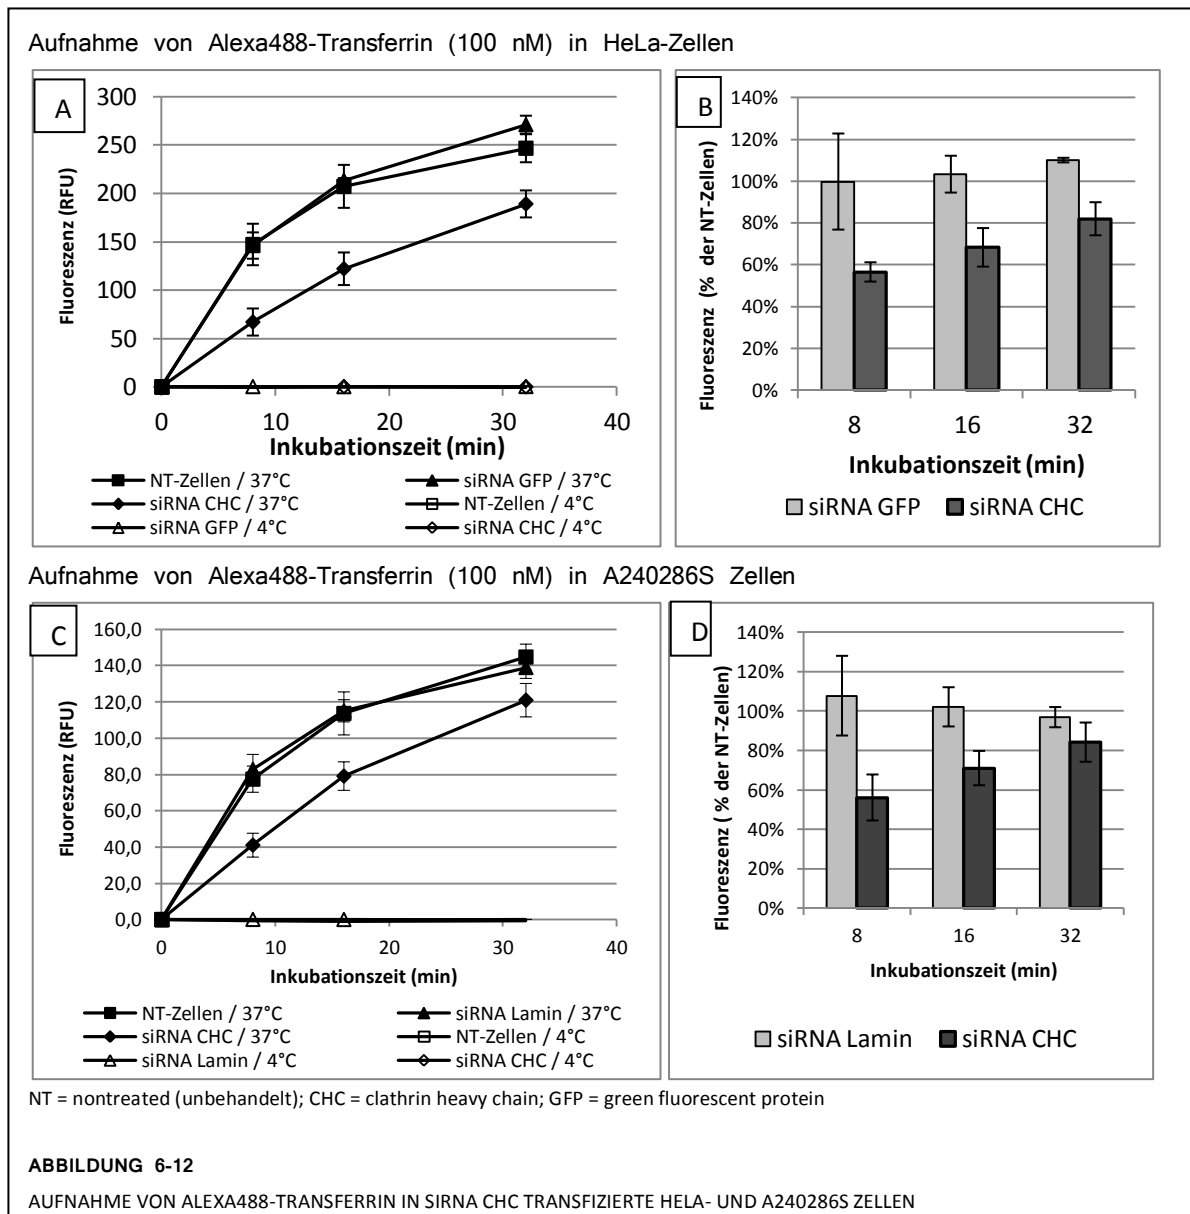 Aufnahme von Alexa488-Transferrin (100 nM) in HeLa-Zellen
A
Fluoreszenz (RFU)
300
250
200
150
100
50
0
0 10 20 30 40
Inkubationszeit (min)
NT-Zellen / 37°C siRNA GFP / 37°C
siRNA CHC / 37°C NT-Zellen / 4°C
siRNA GFP / 4°C siRNA CHC / 4°C
B
Fluoreszenz (% der NT-Zellen)
140%
120%
100%
80%
60%
40%
20%
0%
8 16 32
Inkubationszeit (min)
siRNA GFP siRNA CHC
Aufnahme von Alexa488-Transferrin (100 nM) in A240286S Zellen
C
Fluoreszenz (RFU)
160,0
140,0
120,0
100,0
80,0
60,0
40,0
20,0
0,0
0 10 20 30 40
Inkubationszeit (min)
NT-Zellen / 37°C siRNA Lamin / 37°C
siRNA CHC / 37°C NT-Zellen / 4°C
siRNA Lamin / 4°C siRNA CHC / 4°C
D
Fluoreszenz ( % der NT-Zellen)
140%
120%
100%
80%
60%
40%
20%
0%
8 16 32
Inkubationszeit (min)
siRNA Lamin siRNA CHC
NT = nontreated (unbehandelt); CHC = clathrin heavy chain; GFP = green fluorescent protein
ABBILDUNG 6-12
AUFNAHME VON ALEXA488-TRANSFERRIN IN SIRNA CHC TRANSFIZIERTE HELA- UND A240286S ZELLEN